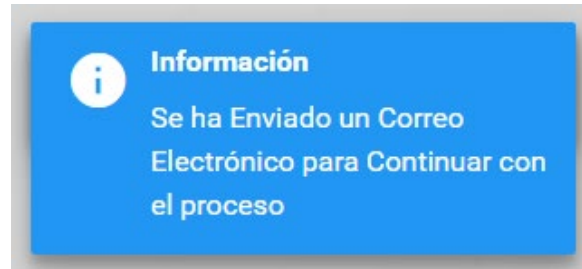 Información
Se ha Enviado un Correo
Electrónico para Continuar con
el proceso